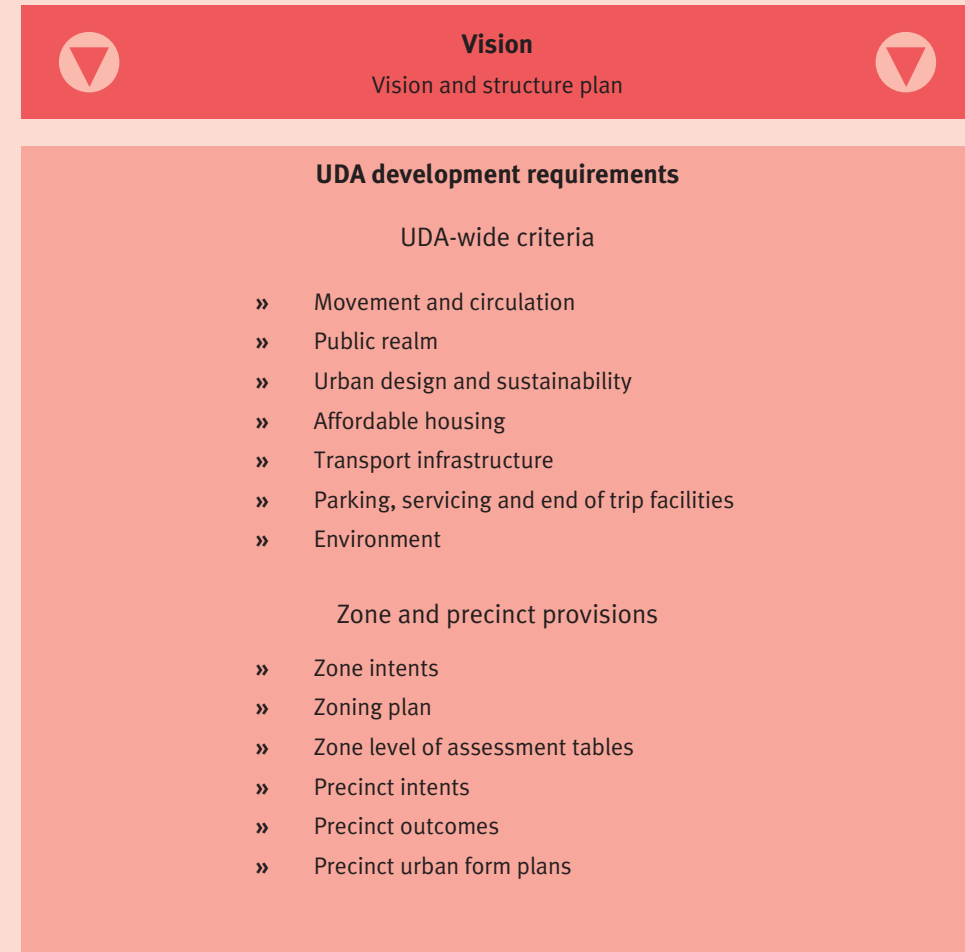 Vision
Vision and structure plan
UDA development requirements
UDA-wide criteria
» Movement and circulation
» Public realm
» Urban design and sustainability
» Affordable housing
» Transport infrastructure
» Parking, servicing and end of trip facilities
» Environment
Zone and precinct provisions
» Zone intents
» Zoning plan
» Zone level of assessment tables
» Precinct intents
» Precinct outcomes
» Precinct urban form plans